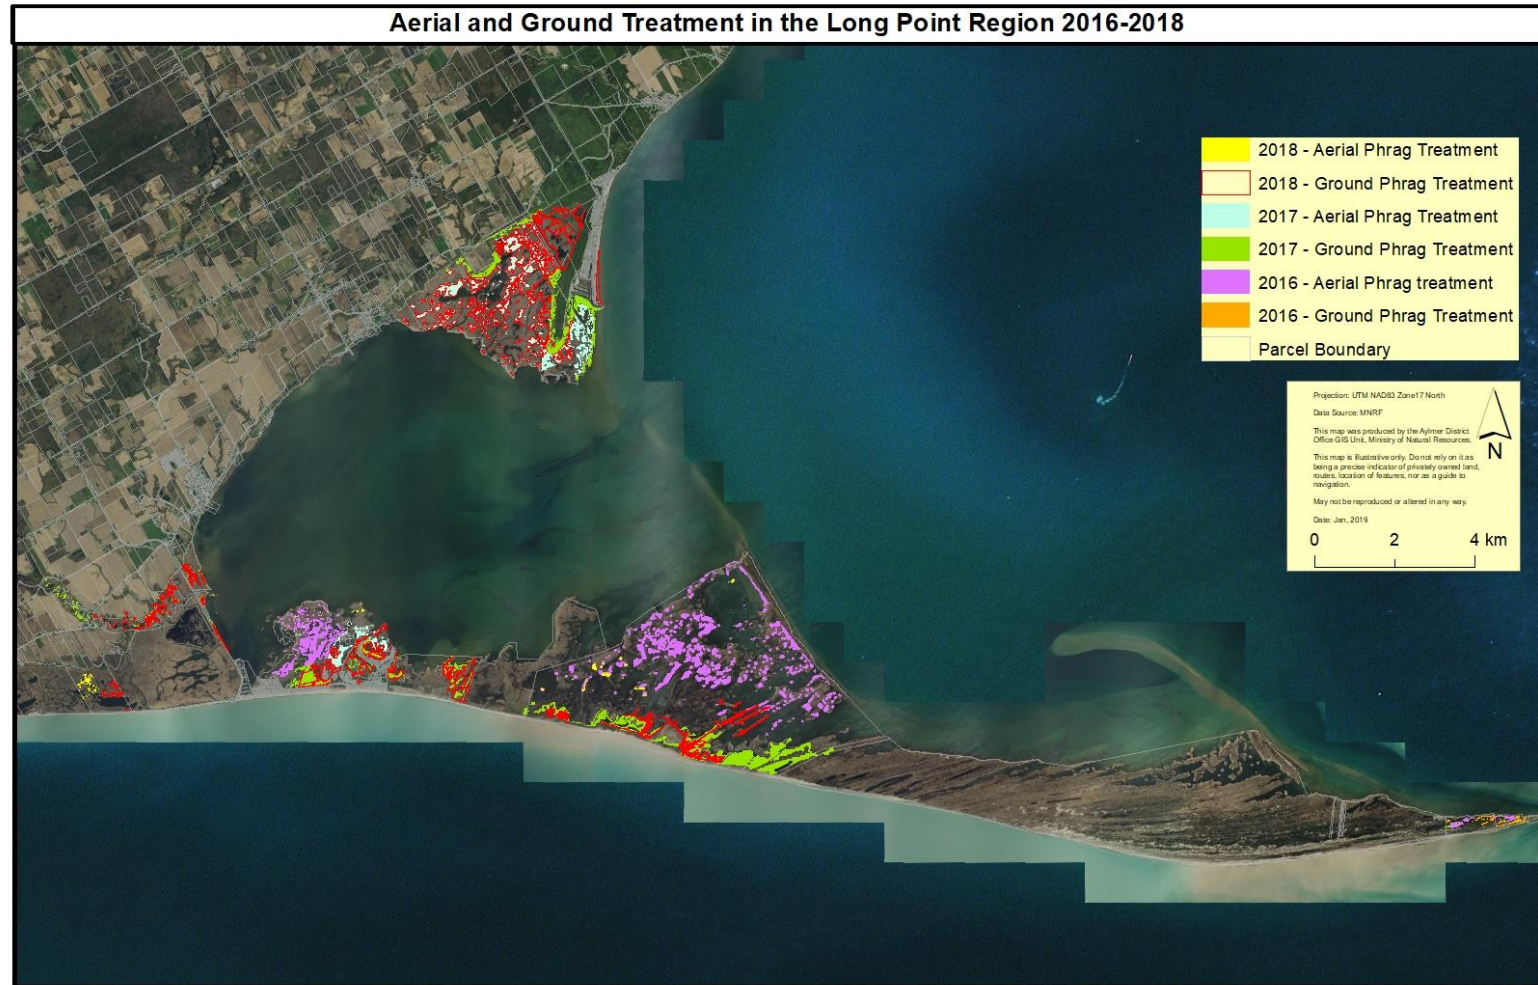 Aerial and Ground Treatment in the Long Point Region 2016-2018
2018 - Aerial Phrag Treatment
2018 - Ground Phrag Treatment
2017 - Aerial Phrag Treatment
2017 - Ground Phrag Treatment
2016 - Aerial Phrag treatment
2016 - Ground Phrag Treatment
Parcel Boundary
Projection: UTM NAD83 Zone17 North
Data Source: MNRF
This map was produced by the Aylmer District
Office GIS Unit, Ministry of Natural Resources.
This map is illustrative only. Do not rely on it as
being a precise indicator of privately owned land,
routes, location of features, nor as a guide to
navigation.
May not be reproduced or altered in any way.
Date: Jan, 2019
N
0 2 4 km